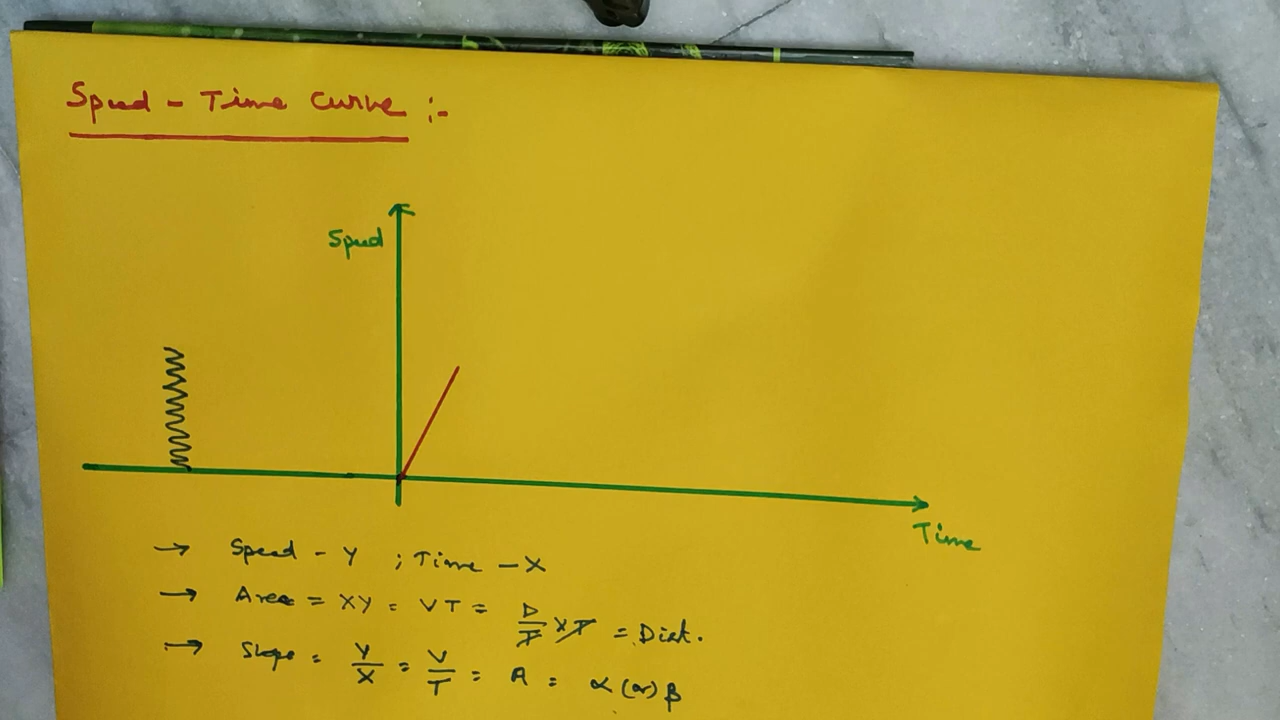 Speed - Time Curve :-
Speed
Time
→ Speed - Y ; Time - X
→ Area = XY = VT = D/T × T = Dist.
→ Slope = Y/X = V/T = A = α (or) β